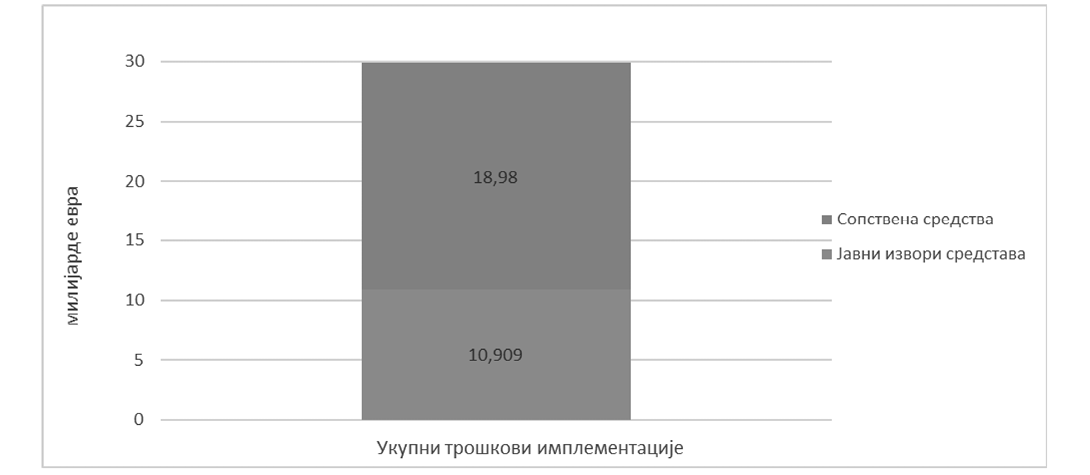 30
25
20
15
10
5
0
милијарде евра
18,98
10,909
Сопствена средства
Јавни извори средстава
Укупни трошкови имплементације